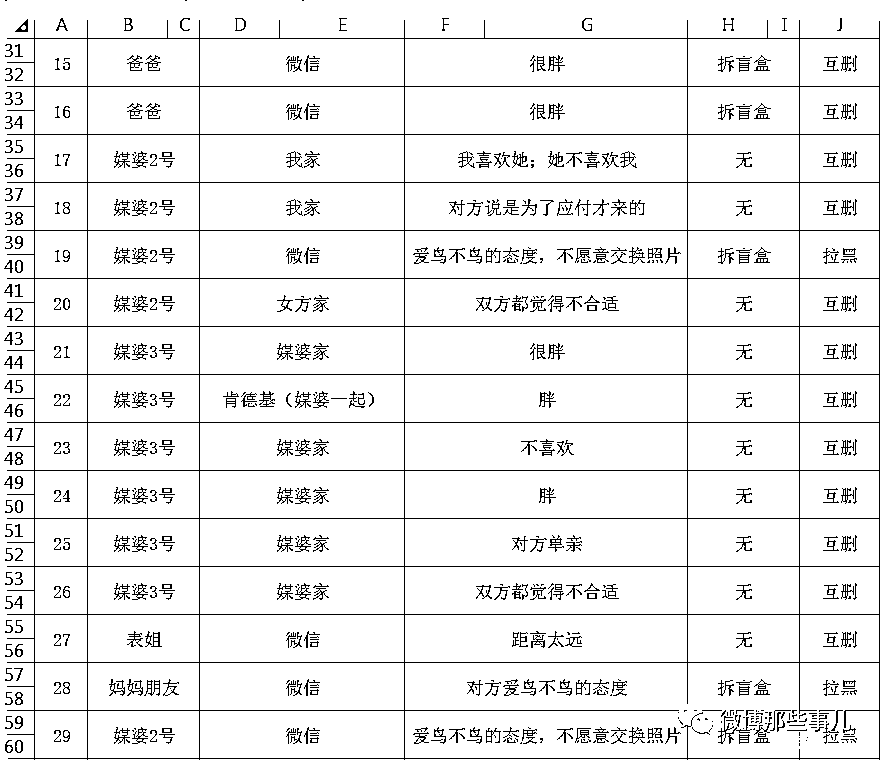 A B C D E F G H I J
31 32 15 爸爸 微信 很胖 拆盲盒 互删
33 34 16 爸爸 微信 很胖 拆盲盒 互删
35 36 17 媒婆2号 我家 我喜欢她；她不喜欢我 无 互删
37 38 18 媒婆2号 我家 对方说是为了应付才来的 无 互删
39 40 19 媒婆2号 微信 爱鸟不鸟的态度，不愿意交换照片 拆盲盒 拉黑
41 42 20 媒婆2号 女方家 双方都觉得不合适 无 互删
43 44 21 媒婆3号 媒婆家 很胖 无 互删
45 46 22 媒婆3号 肯德基（媒婆一起） 胖 无 互删
47 48 23 媒婆3号 媒婆家 不喜欢 无 互删
49 50 24 媒婆3号 媒婆家 胖 无 互删
51 52 25 媒婆3号 媒婆家 对方单亲 无 互删
53 54 26 媒婆3号 媒婆家 双方都觉得不合适 无 互删
55 56 27 表姐 微信 距离太远 无 互删
57 58 28 妈妈朋友 微信 对方爱鸟不鸟的态度 拆盲盒 拉黑
微博那些事儿
59 60 29 媒婆2号 微信 爱鸟不鸟的态度，不愿意交换照片 拆盲盒 拉黑